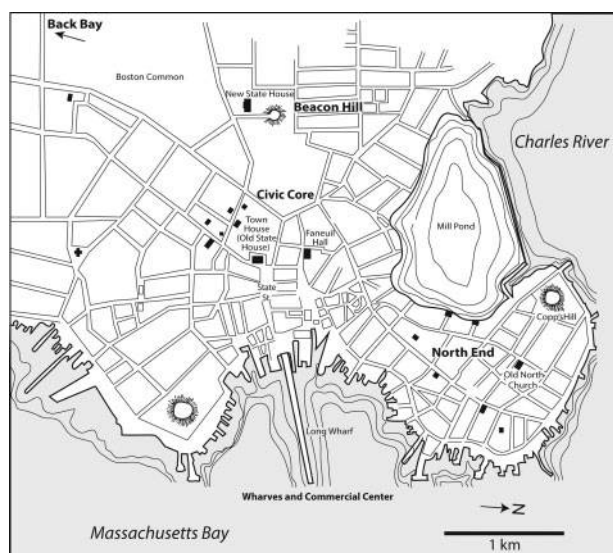 Back Bay
Boston Common
New State House
Beacon Hill
Charles River
Civic Core
Mill Pond
Town
House
(Old State
House)
Faneuil
Hall
State
St.
Copp's Hill
North End
Old North
Church
Long Wharf
Wharves and Commercial Center
N
Massachusetts Bay
1 km